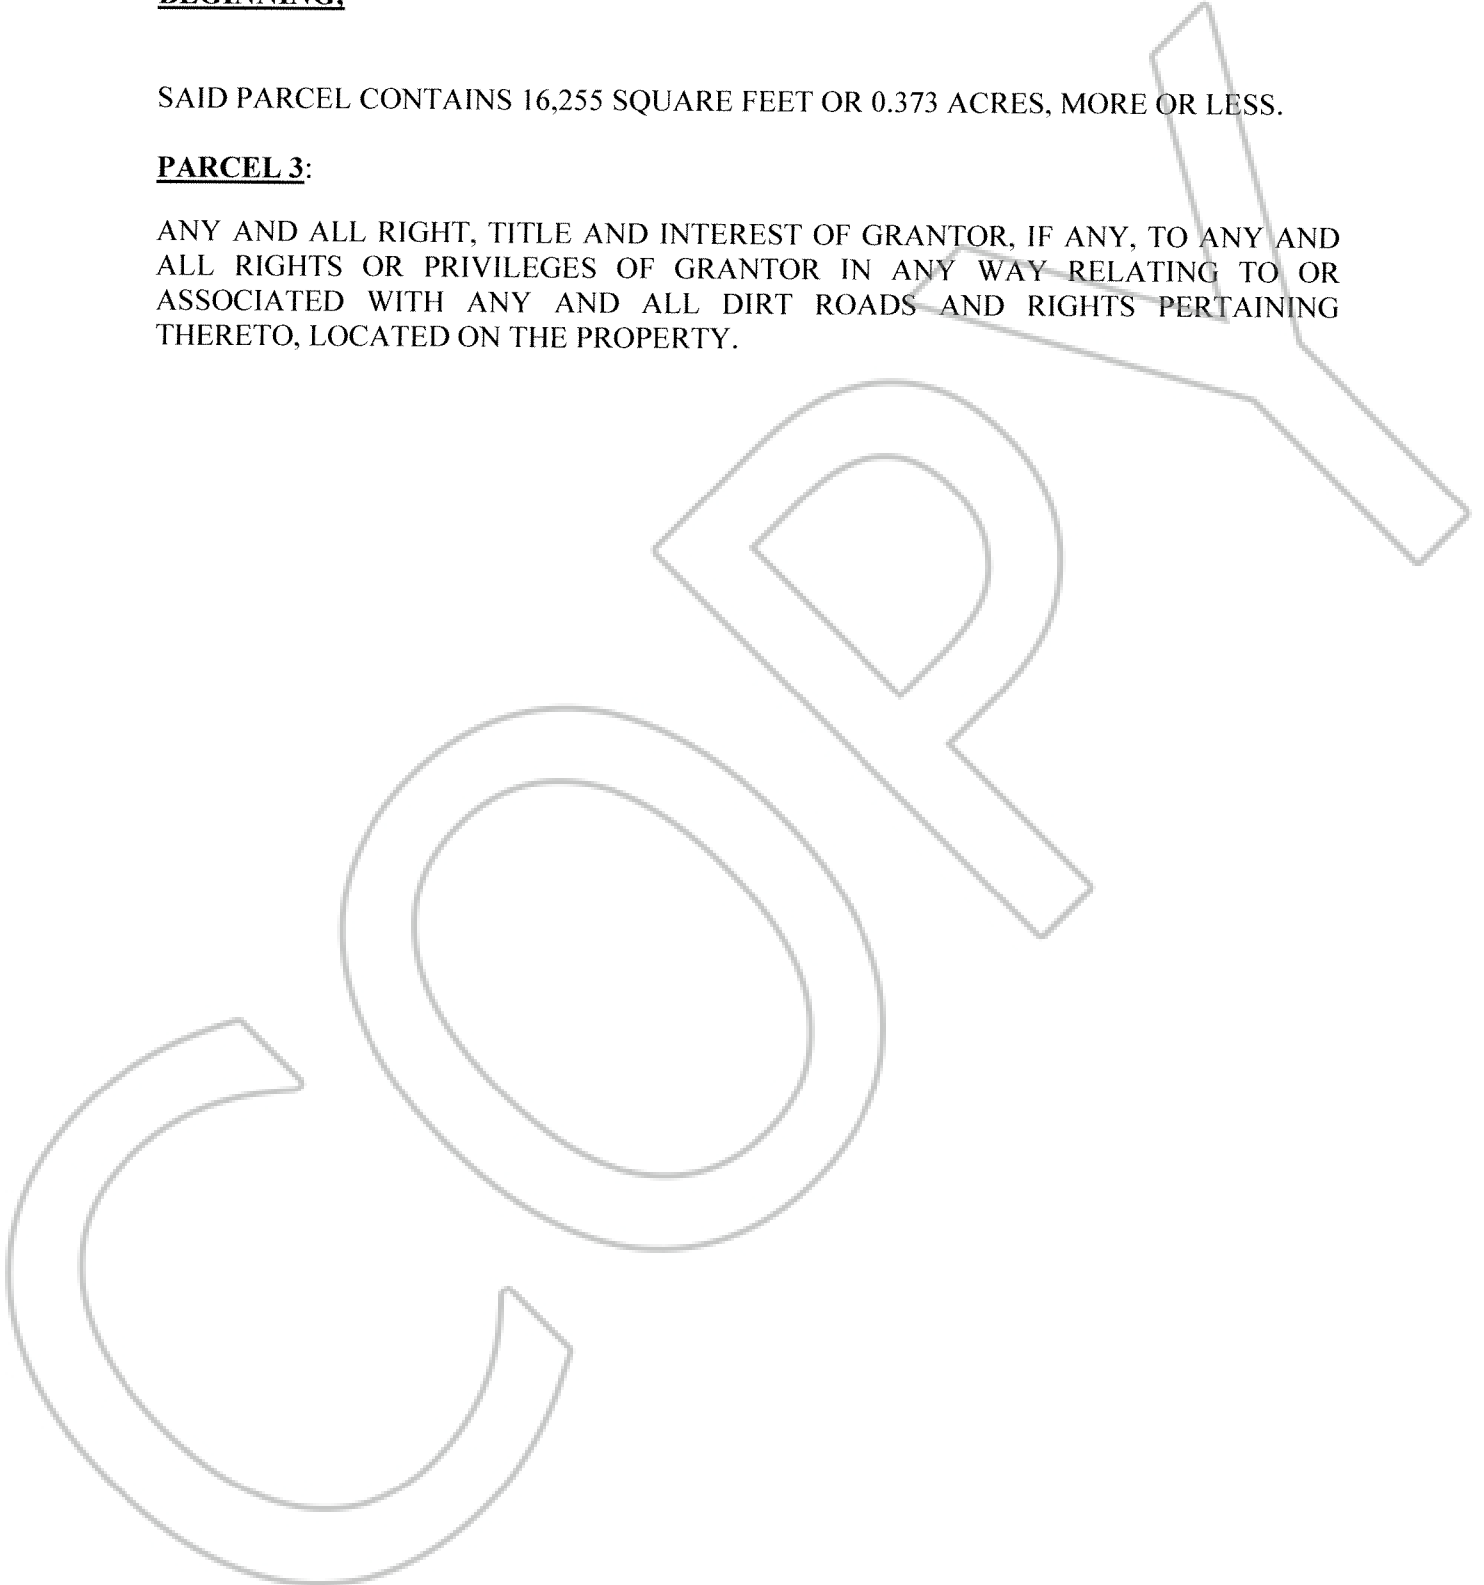 BEGINNING;
SAID PARCEL CONTAINS 16,255 SQUARE FEET OR 0.373 ACRES, MORE OR LESS.
PARCEL 3:
ANY AND ALL RIGHT, TITLE AND INTEREST OF GRANTOR, IF ANY, TO ANY AND
ALL RIGHTS OR PRIVILEGES OF GRANTOR IN ANY WAY RELATING TO OR
ASSOCIATED WITH ANY AND ALL DIRT ROADS AND RIGHTS PERTAINING
THERETO, LOCATED ON THE PROPERTY.
COPY